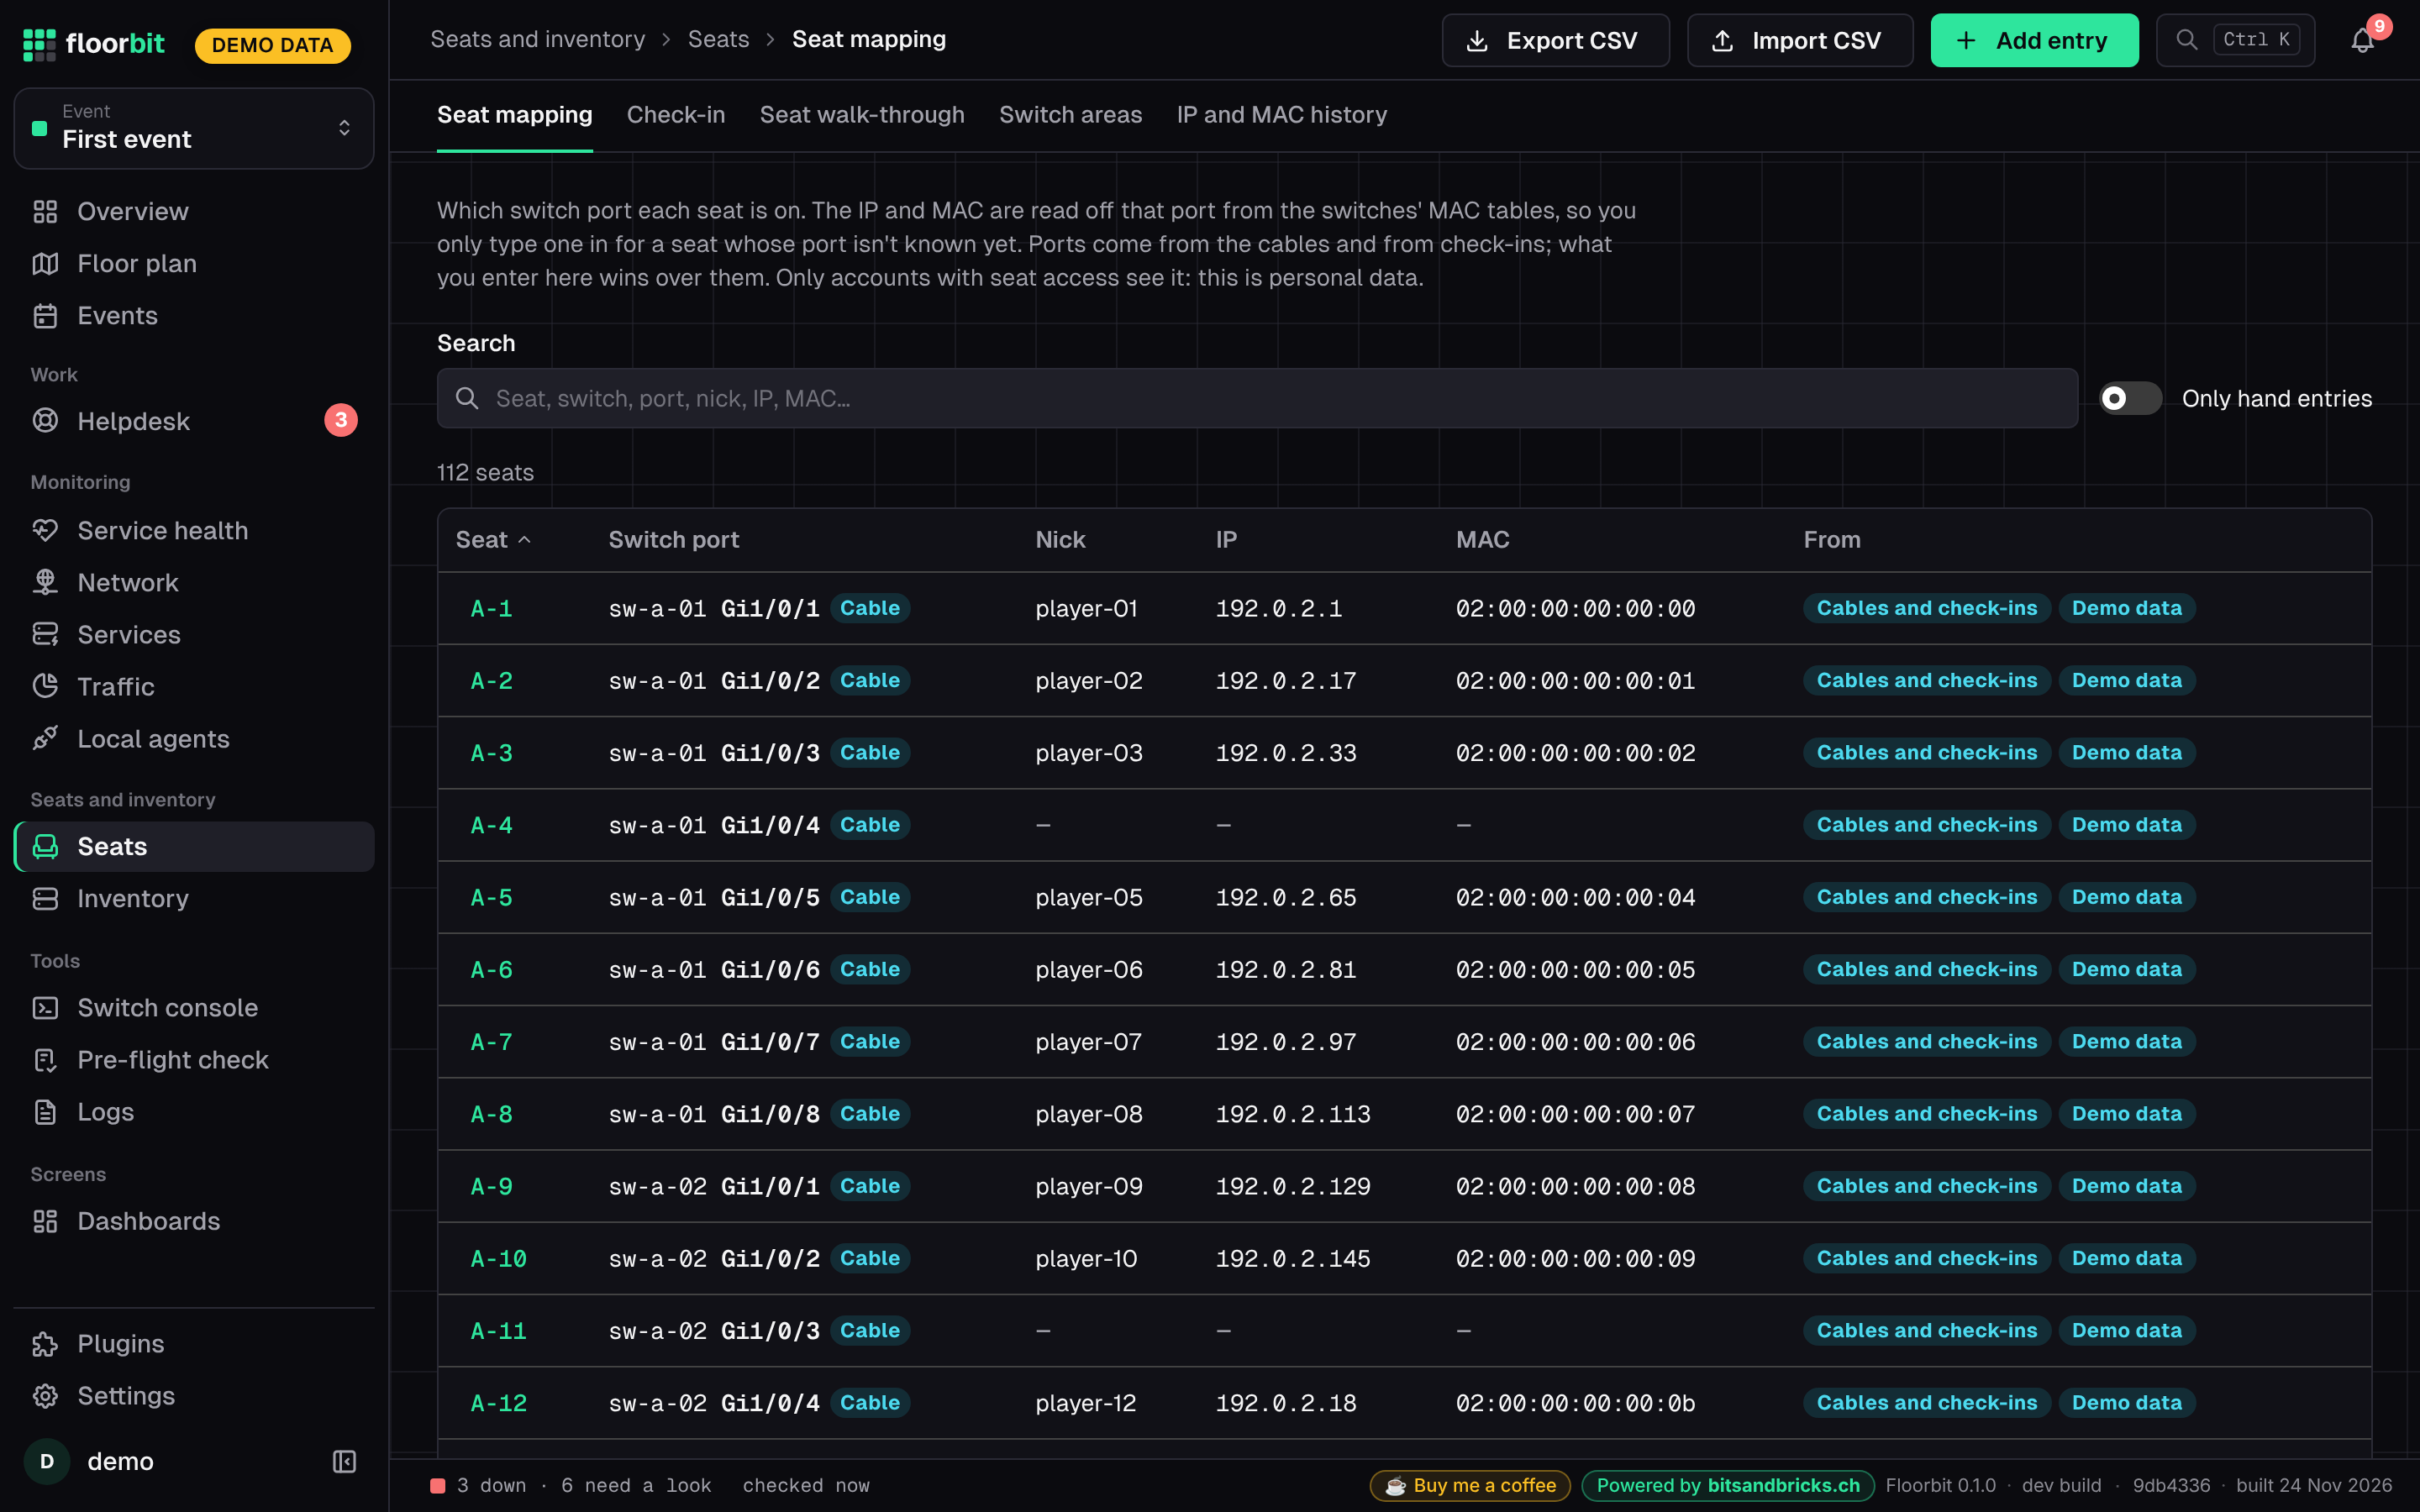 floorbit DEMO DATA
Event
First event
Overview
Floor plan
Events
Work
Helpdesk 3
Monitoring
Service health
Network
Services
Traffic
Local agents
Seats and inventory
Seats
Inventory
Tools
Switch console
Pre-flight check
Logs
Screens
Dashboards
Plugins
Settings
D demo
Seats and inventory > Seats > Seat mapping
Export CSV
Import CSV
+ Add entry
Ctrl K
9
Seat mapping Check-in Seat walk-through Switch areas IP and MAC history
Which switch port each seat is on. The IP and MAC are read off that port from the switches' MAC tables, so you
only type one in for a seat whose port isn't known yet. Ports come from the cables and from check-ins; what
you enter here wins over them. Only accounts with seat access see it: this is personal data.
Search
Seat, switch, port, nick, IP, MAC…
Only hand entries
112 seats
Seat Switch port Nick IP MAC From
A-1 sw-a-01 Gi1/0/1 Cable player-01 192.0.2.1 02:00:00:00:00:00 Cables and check-ins Demo data
A-2 sw-a-01 Gi1/0/2 Cable player-02 192.0.2.17 02:00:00:00:00:01 Cables and check-ins Demo data
A-3 sw-a-01 Gi1/0/3 Cable player-03 192.0.2.33 02:00:00:00:00:02 Cables and check-ins Demo data
A-4 sw-a-01 Gi1/0/4 Cable – – – Cables and check-ins Demo data
A-5 sw-a-01 Gi1/0/5 Cable player-05 192.0.2.65 02:00:00:00:00:04 Cables and check-ins Demo data
A-6 sw-a-01 Gi1/0/6 Cable player-06 192.0.2.81 02:00:00:00:00:05 Cables and check-ins Demo data
A-7 sw-a-01 Gi1/0/7 Cable player-07 192.0.2.97 02:00:00:00:00:06 Cables and check-ins Demo data
A-8 sw-a-01 Gi1/0/8 Cable player-08 192.0.2.113 02:00:00:00:00:07 Cables and check-ins Demo data
A-9 sw-a-02 Gi1/0/1 Cable player-09 192.0.2.129 02:00:00:00:00:08 Cables and check-ins Demo data
A-10 sw-a-02 Gi1/0/2 Cable player-10 192.0.2.145 02:00:00:00:00:09 Cables and check-ins Demo data
A-11 sw-a-02 Gi1/0/3 Cable – – – Cables and check-ins Demo data
A-12 sw-a-02 Gi1/0/4 Cable player-12 192.0.2.18 02:00:00:00:00:0b Cables and check-ins Demo data
3 down · 6 need a look checked now
Buy me a coffee Powered by bitsandbricks.ch Floorbit 0.1.0 · dev build · 9db4336 · built 24 Nov 2026